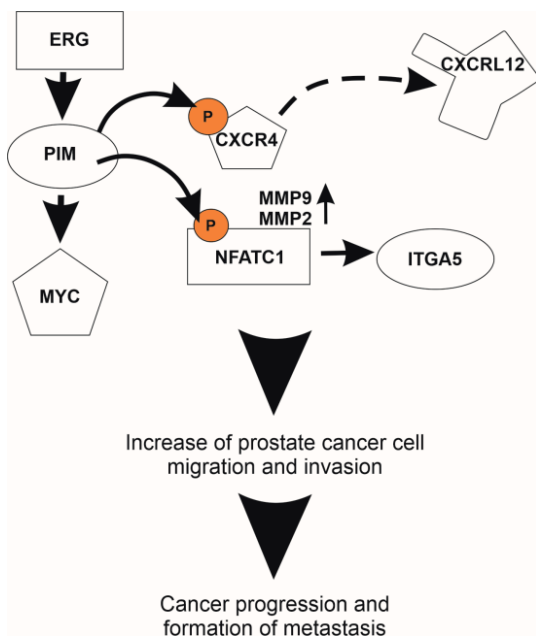 ERG
CXCRL12
P
CXCR4
PIM
MMP9
MMP2
P
NFATC1
ITGA5
MYC
Increase of prostate cancer cell
migration and invasion
Cancer progression and
formation of metastasis